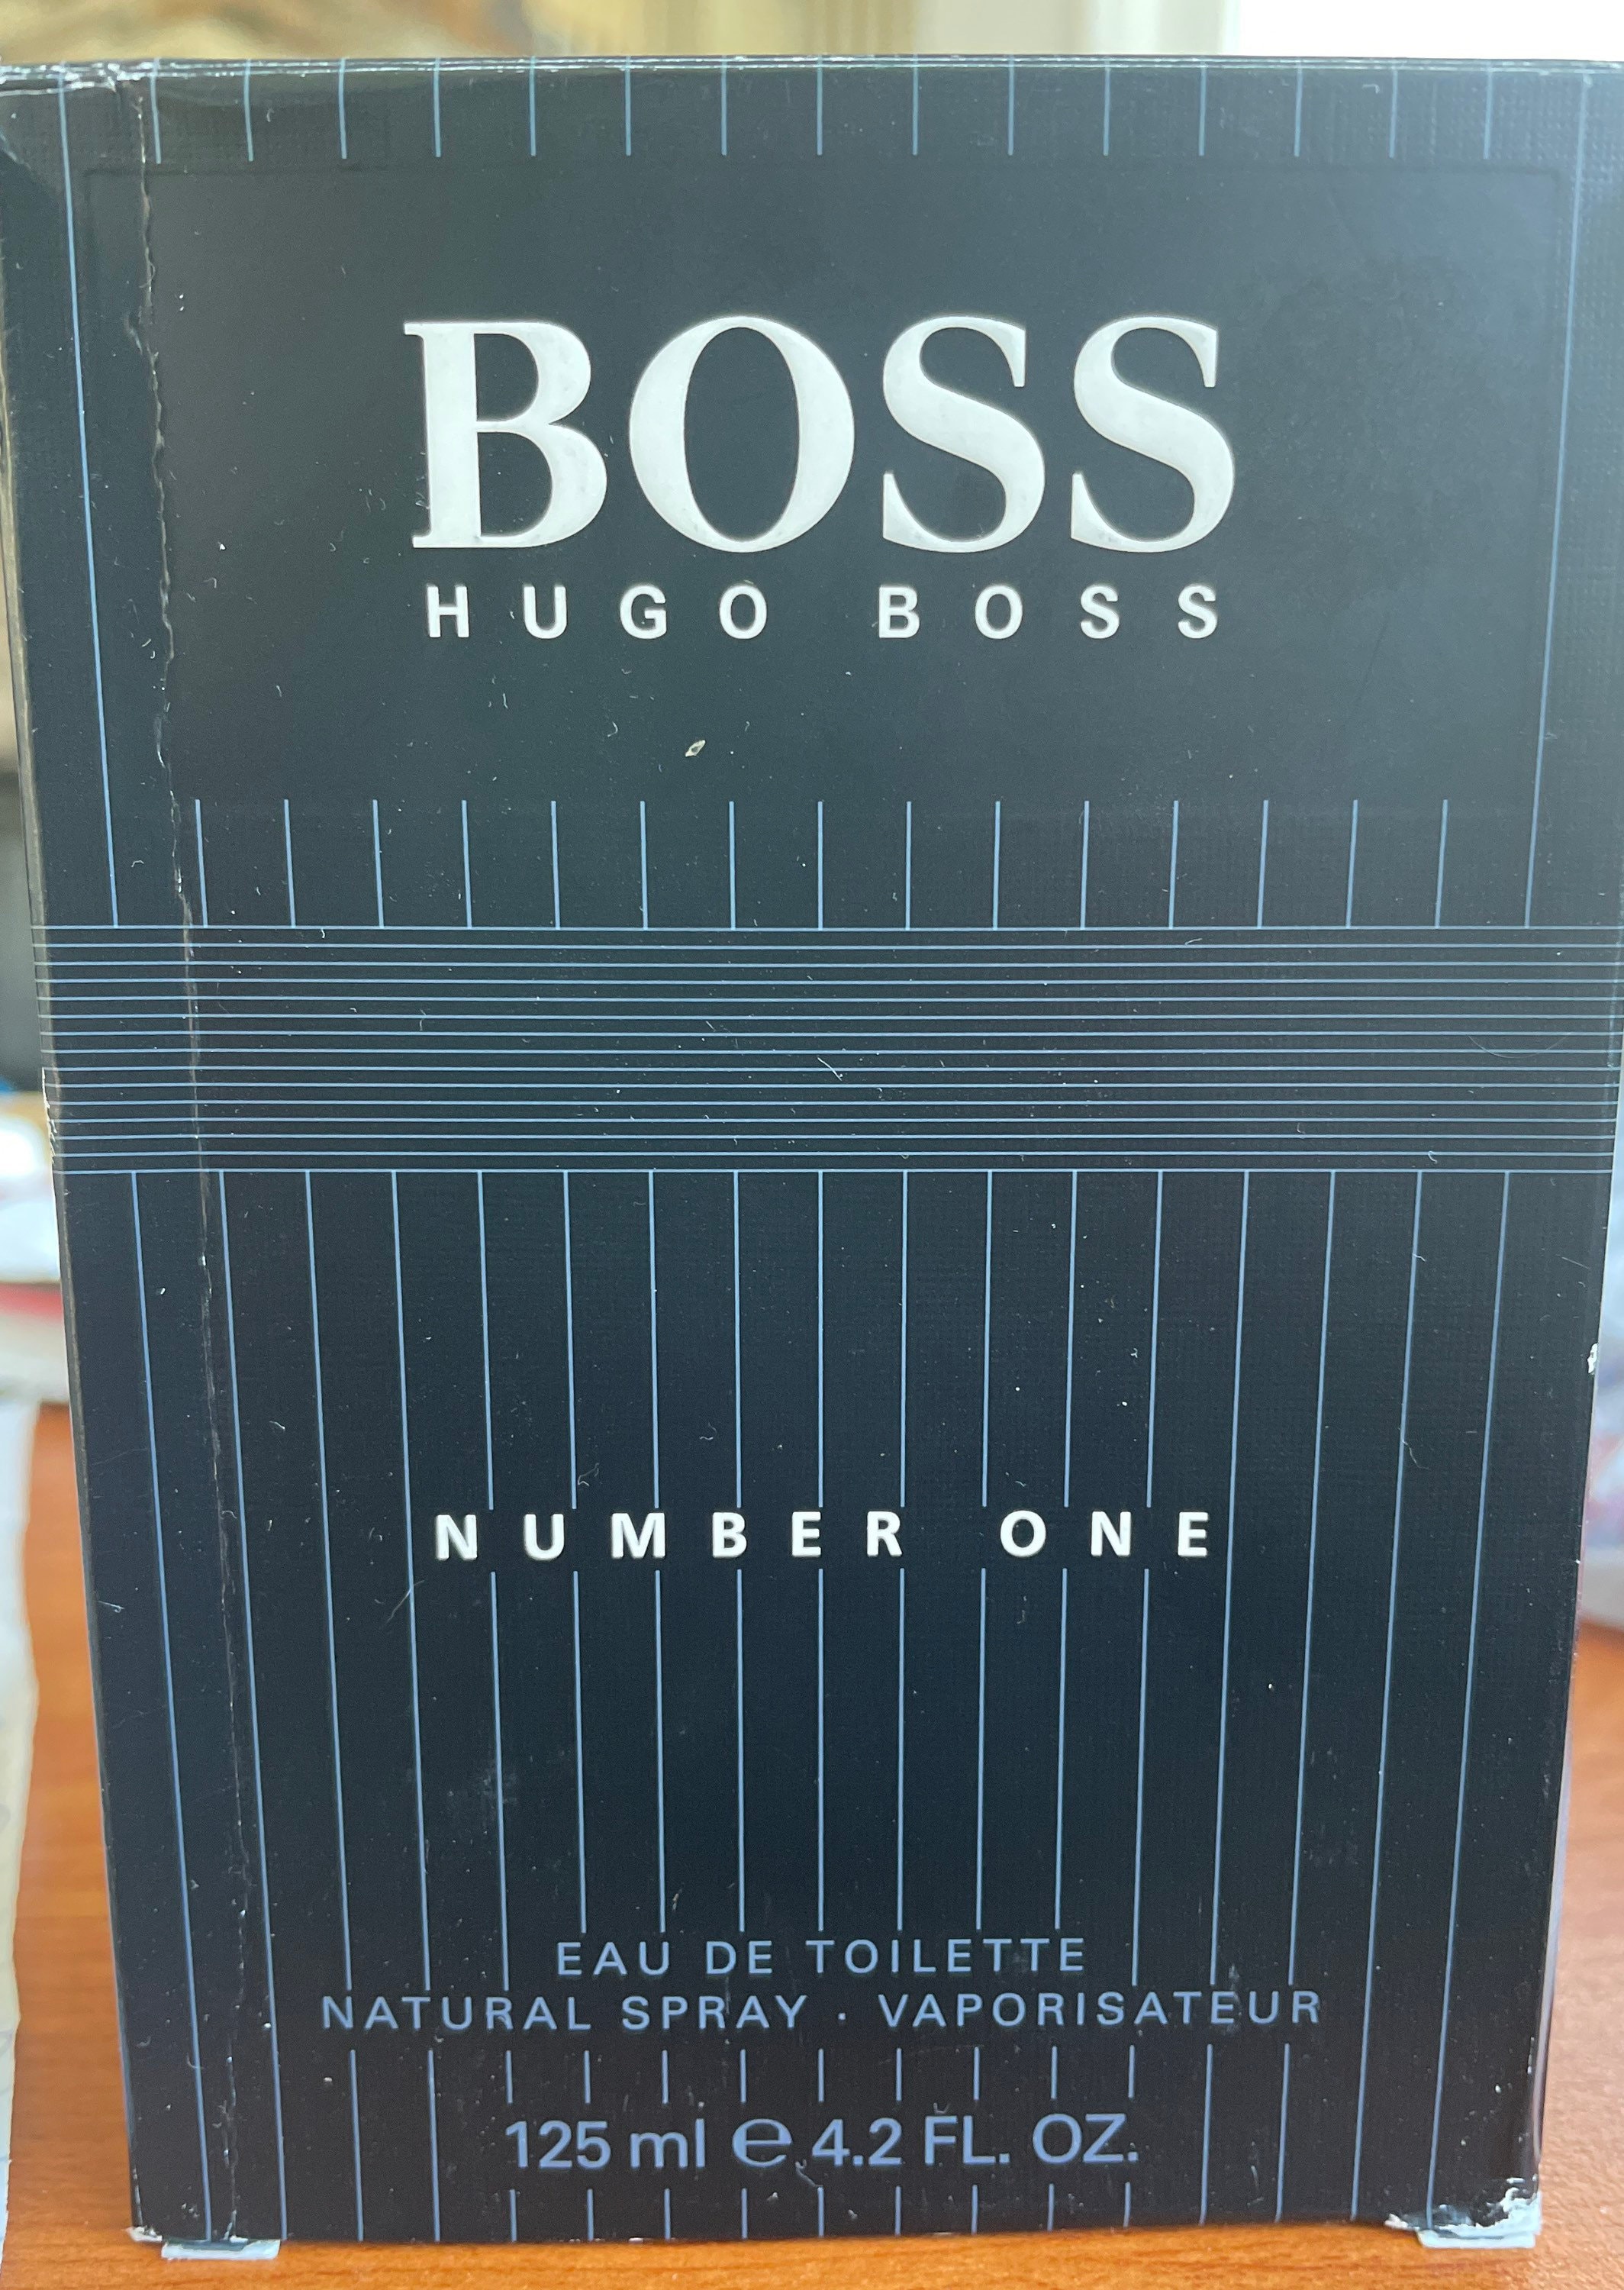 BOSS
HUGO BOSS
NUMBER ONE
EAU DE TOILETTE
NATURAL SPRAY · VAPORISATEUR
125 ml ℮ 4.2 FL. OZ.